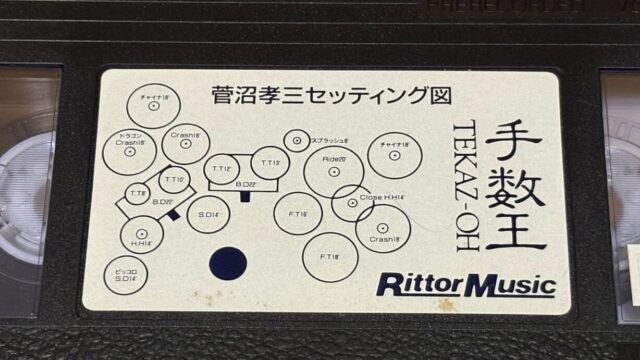 PRERECORDED
菅沼孝三セッティング図
手数王
TEKAZ-OH
チャイナ18"
ドラゴン
Crash18"
Crash16"
T.T12"
T.T13"
スプラッシュ8"
Ride20"
チャイナ18"
T.T8"
T.T10"
B.D22"
B.D22"
S.D14"
F.T16"
Close H.H14"
Crash18"
H.H14"
F.T18"
ピッコロ
S.D14"
Rittor Music